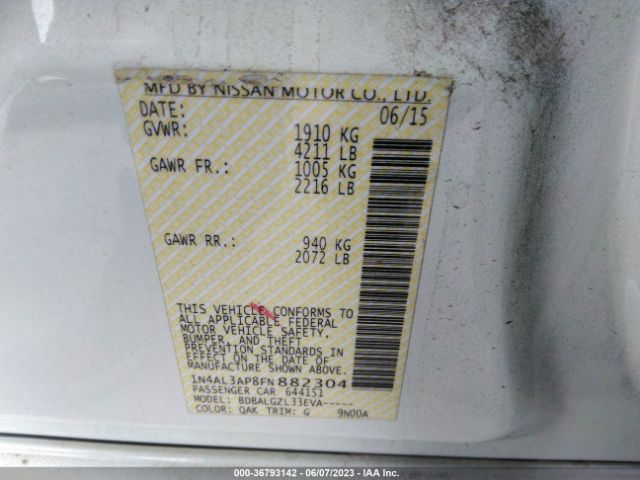 MFD BY NISSAN MOTOR CO., LTD.
DATE: 06/15
GVWR: 1910 KG
4211 LB
GAWR FR.: 1005 KG
2216 LB
GAWR RR.: 940 KG
2072 LB
THIS VEHICLE CONFORMS TO
ALL APPLICABLE FEDERAL
MOTOR VEHICLE SAFETY,
BUMPER, AND THEFT
PREVENTION STANDARDS IN
EFFECT ON THE DATE OF
MANUFACTURE SHOWN ABOVE.
1N4AL3AP8FN882304
PASSENGER CAR 644151
MODEL: BDBALGZL33EVA-----
COLOR: QAK TRIM: G 9N00A
000-36793142 - 06/07/2023 - IAA Inc.